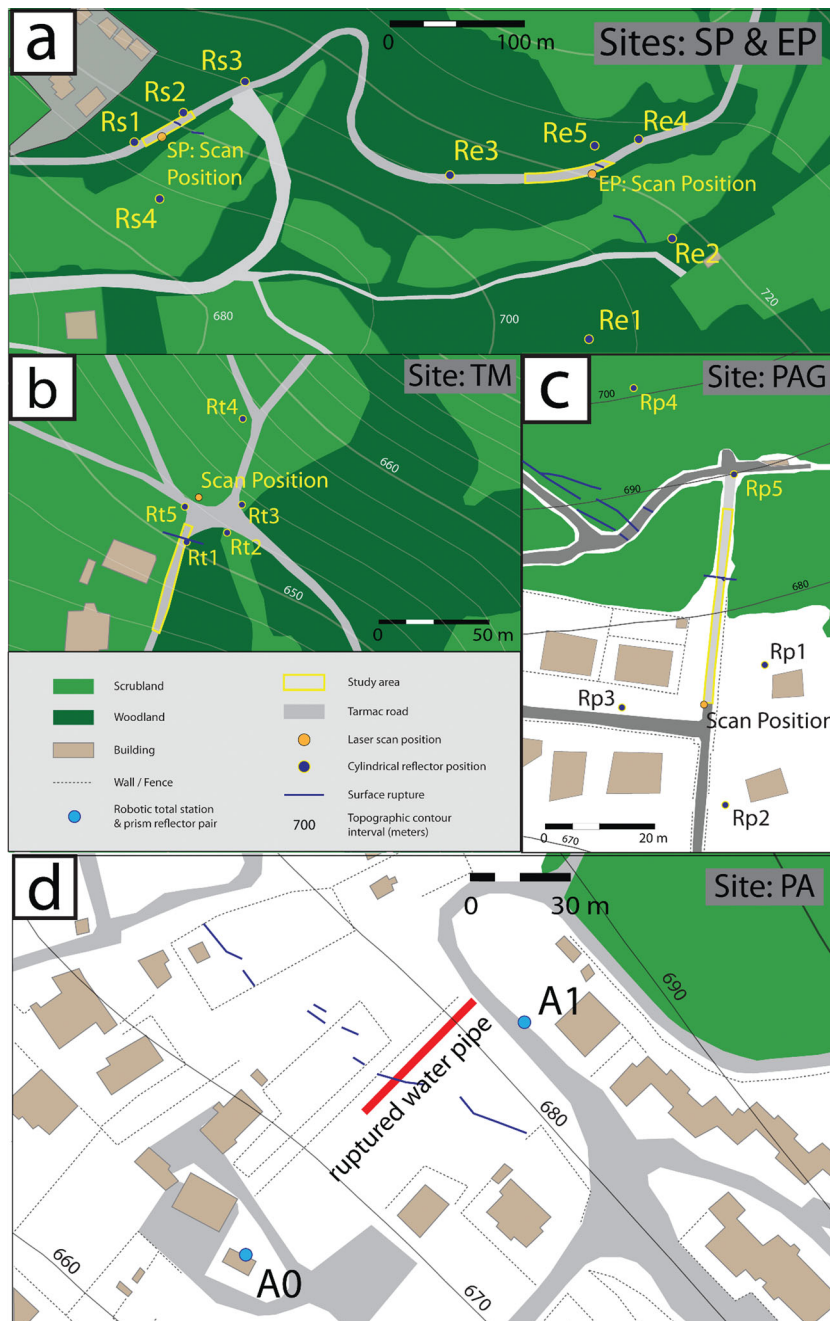 a
0
100 m
Sites: SP & EP
Rs3
Rs2
Rs1
SP: Scan
Position
Rs4
Re3
Re5
Re4
EP: Scan Position
Re2
Re1
680
700
720
b
Site: TM
Rt4
Scan Position
Rt5
Rt3
Rt2
Rt1
660
650
0
50 m
c
Site: PAG
700
Rp4
690
Rp5
680
Rp1
Rp3
Scan Position
Rp2
0
670
20 m
Scrubland
Woodland
Building
Wall / Fence
Robotic total station
& prism reflector pair
Study area
Tarmac road
Laser scan position
Cylindrical reflector position
Surface rupture
700
Topographic contour
interval (meters)
d
0
30 m
Site: PA
690
A1
ruptured water pipe
680
A0
660
670